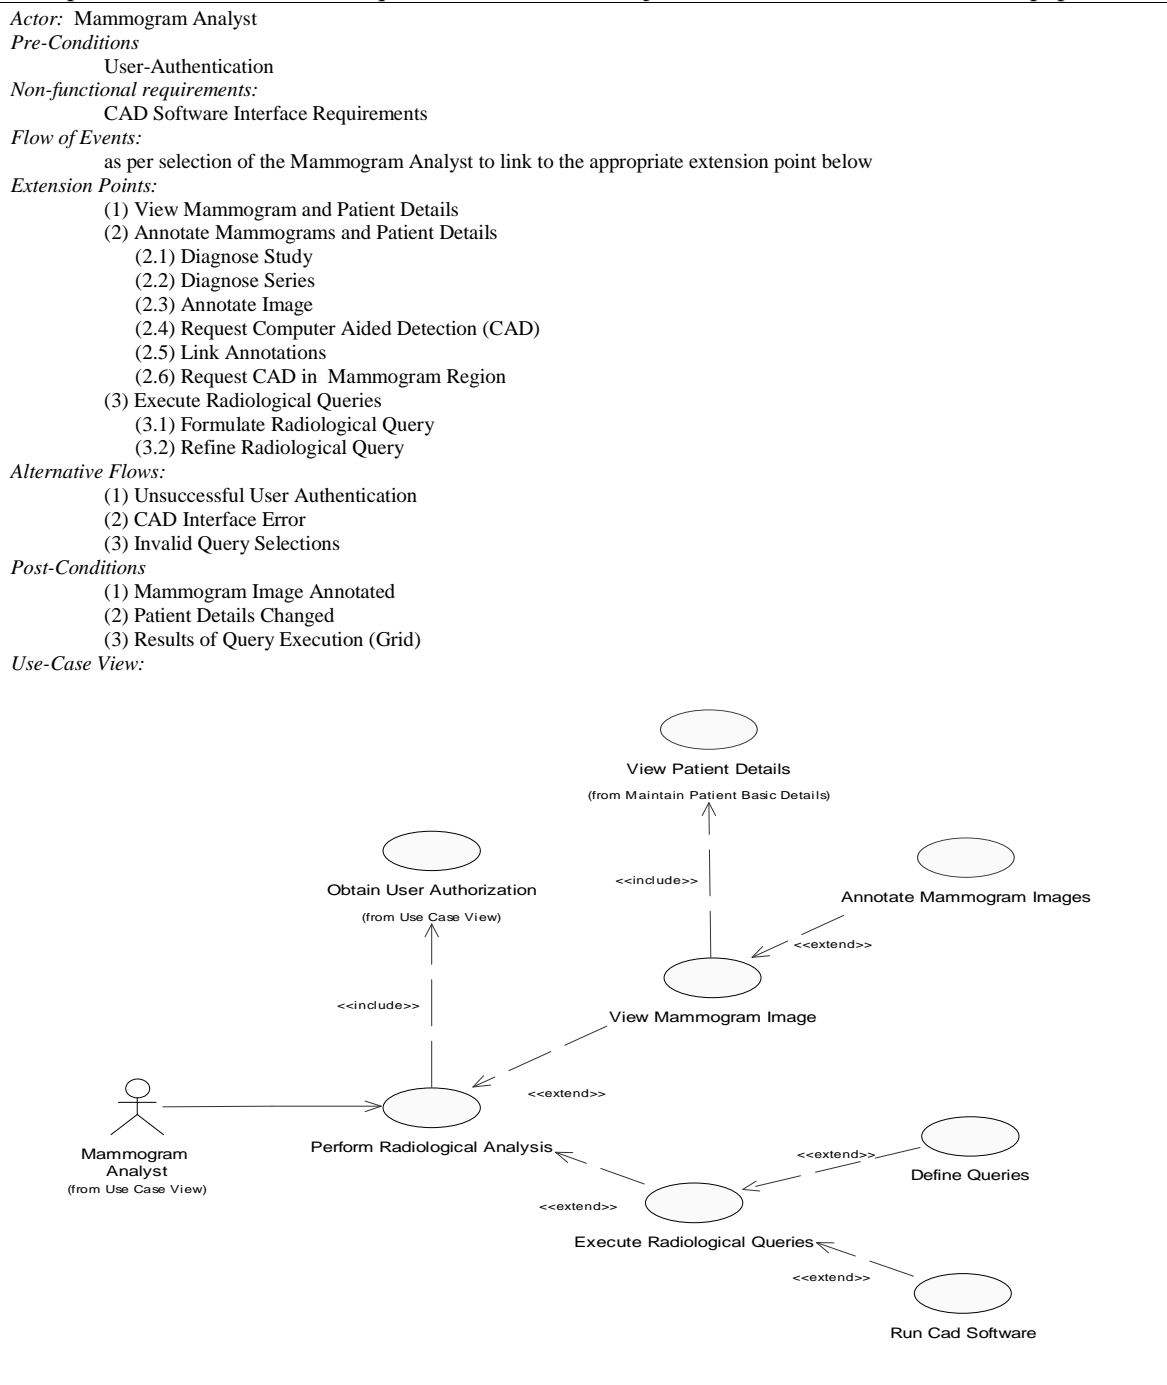 Actor: Mammogram Analyst
Pre-Conditions
User-Authentication
Non-functional requirements:
CAD Software Interface Requirements
Flow of Events:
as per selection of the Mammogram Analyst to link to the appropriate extension point below
Extension Points:
(1) View Mammogram and Patient Details
(2) Annotate Mammograms and Patient Details
(2.1) Diagnose Study
(2.2) Diagnose Series
(2.3) Annotate Image
(2.4) Request Computer Aided Detection (CAD)
(2.5) Link Annotations
(2.6) Request CAD in Mammogram Region
(3) Execute Radiological Queries
(3.1) Formulate Radiological Query
(3.2) Refine Radiological Query
Alternative Flows:
(1) Unsuccessful User Authentication
(2) CAD Interface Error
(3) Invalid Query Selections
Post-Conditions
(1) Mammogram Image Annotated
(2) Patient Details Changed
(3) Results of Query Execution (Grid)
Use-Case View:
View Patient Details
(from Maintain Patient Basic Details)
Obtain User Authorization
(from Use Case View)
<<include>>
Annotate Mammogram Images
<<extend>>
<<include>>
View Mammogram Image
<<extend>>
Mammogram
Analyst
(from Use Case View)
Perform Radiological Analysis
<<extend>>
Define Queries
<<extend>>
Execute Radiological Queries
<<extend>>
Run Cad Software